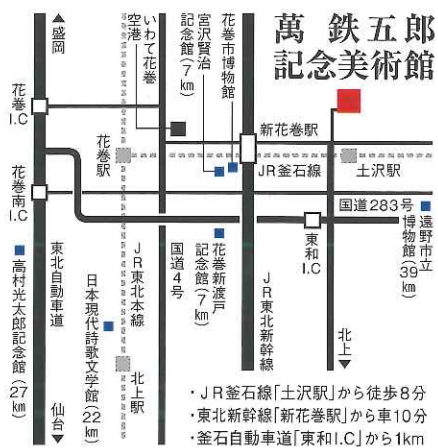 萬 鉄五郎
記念美術館
▲盛岡
花巻I.C
花巻南I.C
東北自動車道
仙台▼
高村光太郎記念館(27km)
日本現代詩歌文学館(22km)
花巻駅
JR東北本線
北上駅
いわて花巻空港
国道4号
宮沢賢治記念館(7km)
花巻市博物館
花巻新渡戸記念館(7km)
新花巻駅
JR釜石線
土沢駅
JR東北新幹線
国道283号
東和I.C
北上▼
遠野市立博物館(39km)
・JR釜石線「土沢駅」から徒歩8分
・東北新幹線「新花巻駅」から車10分
・釜石自動車道「東和I.C」から1km